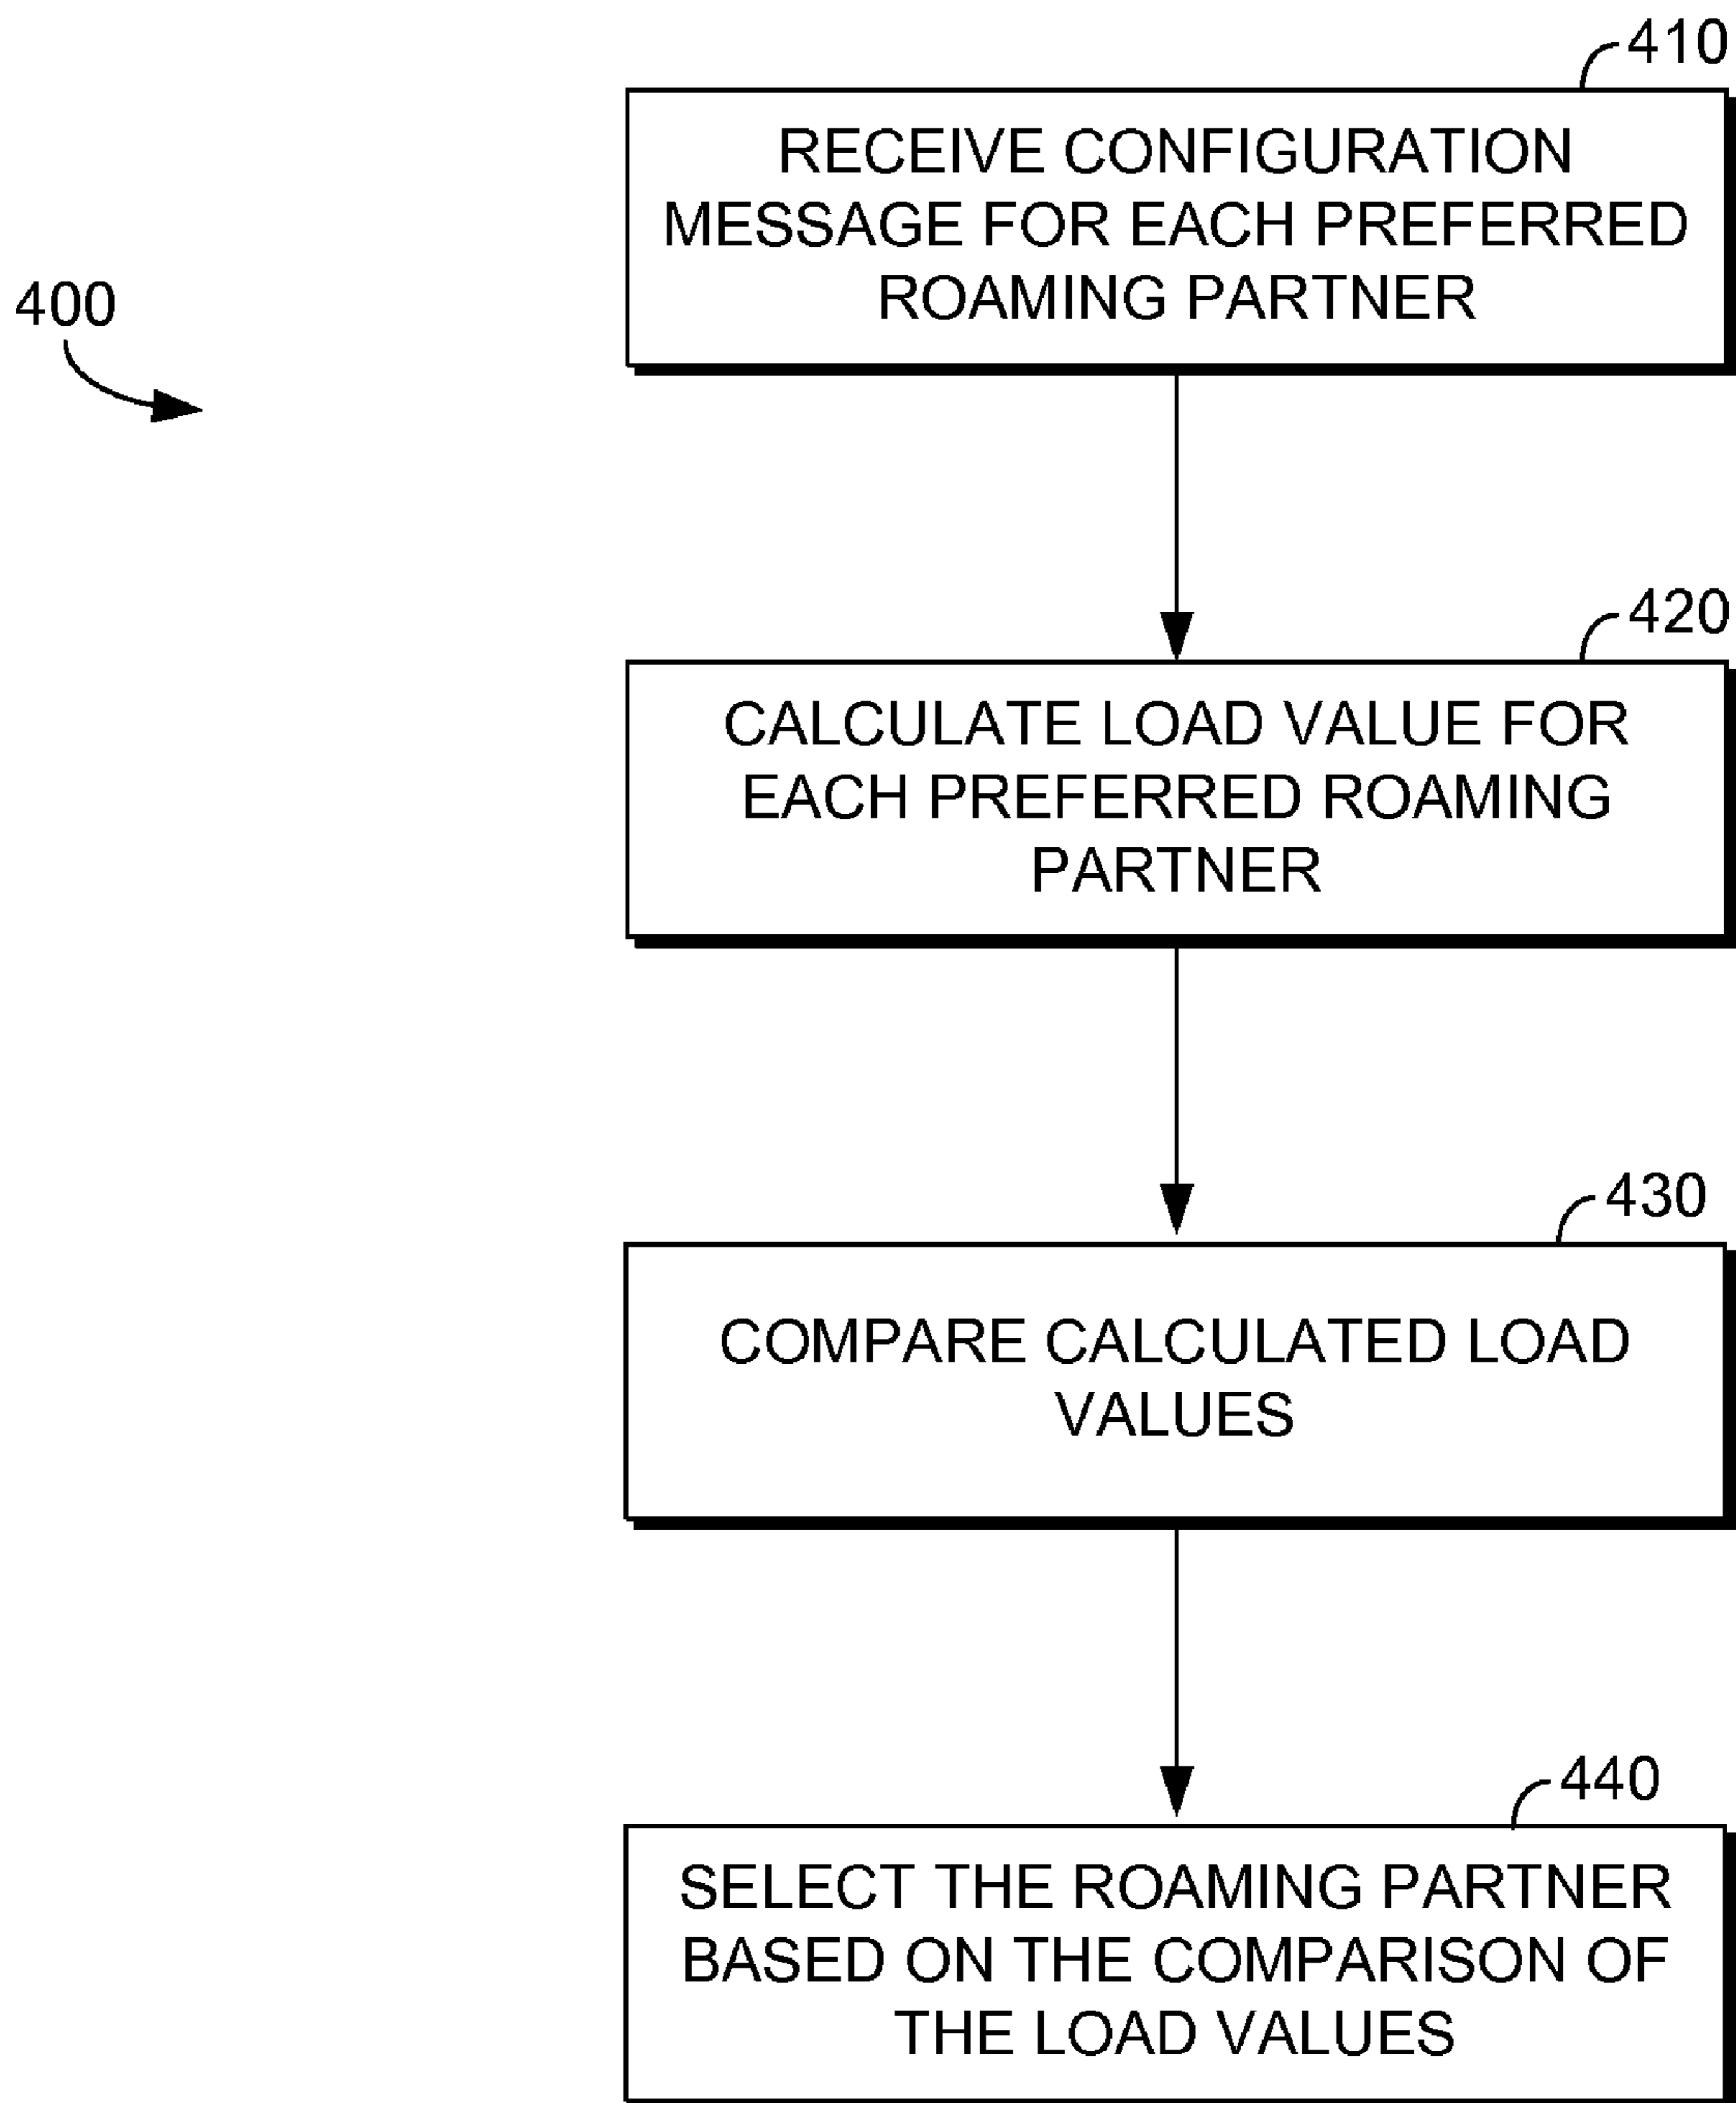 410
RECEIVE CONFIGURATION
MESSAGE FOR EACH PREFERRED
ROAMING PARTNER
400
420
CALCULATE LOAD VALUE FOR
EACH PREFERRED ROAMING
PARTNER
430
COMPARE CALCULATED LOAD
VALUES
440
SELECT THE ROAMING PARTNER
BASED ON THE COMPARISON OF
THE LOAD VALUES